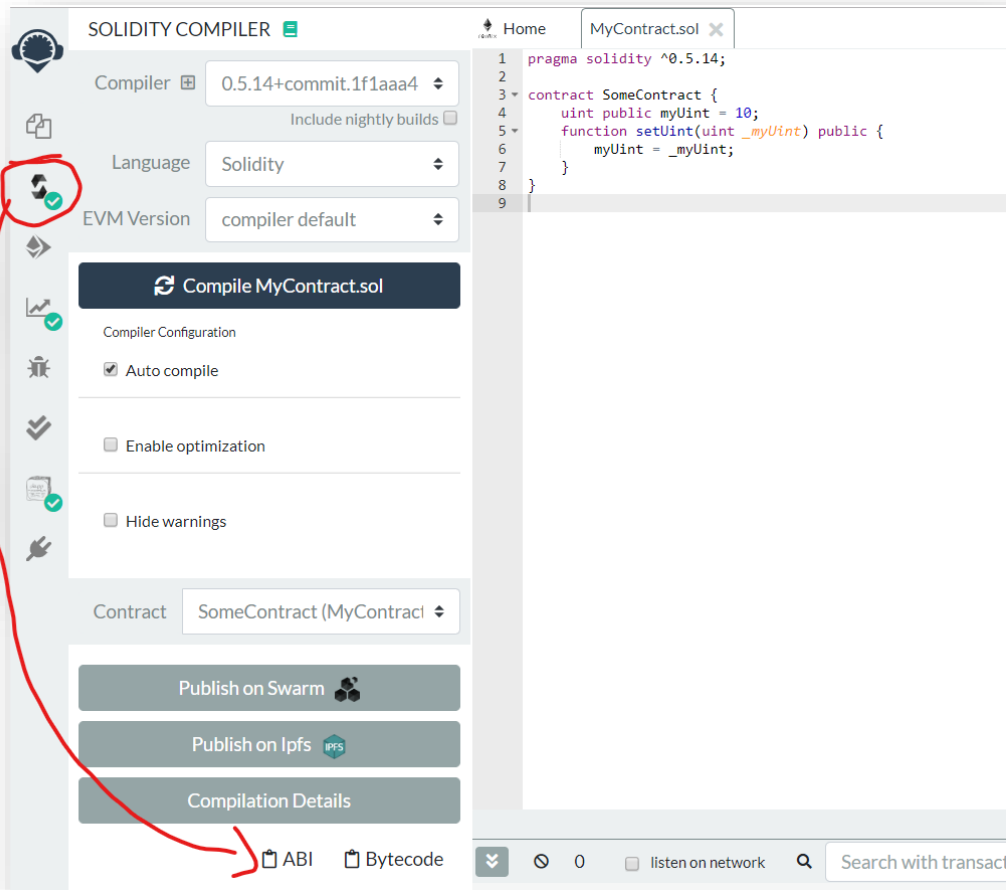 SOLIDITY COMPILER
Compiler
0.5.14+commit.1f1aaa4
Include nightly builds
Language
Solidity
EVM Version
compiler default
Compile MyContract.sol
Compiler Configuration
Auto compile
Enable optimization
Hide warnings
Contract
SomeContract (MyContract
Publish on Swarm
Publish on Ipfs
IPFS
Compilation Details
ABI
Bytecode
Home
MyContract.sol
1 pragma solidity ^0.5.14;
2
3 contract SomeContract {
4     uint public myUint = 10;
5     function setUint(uint _myUint) public {
6         myUint = _myUint;
7     }
8 }
9
0
listen on network
Search with transact